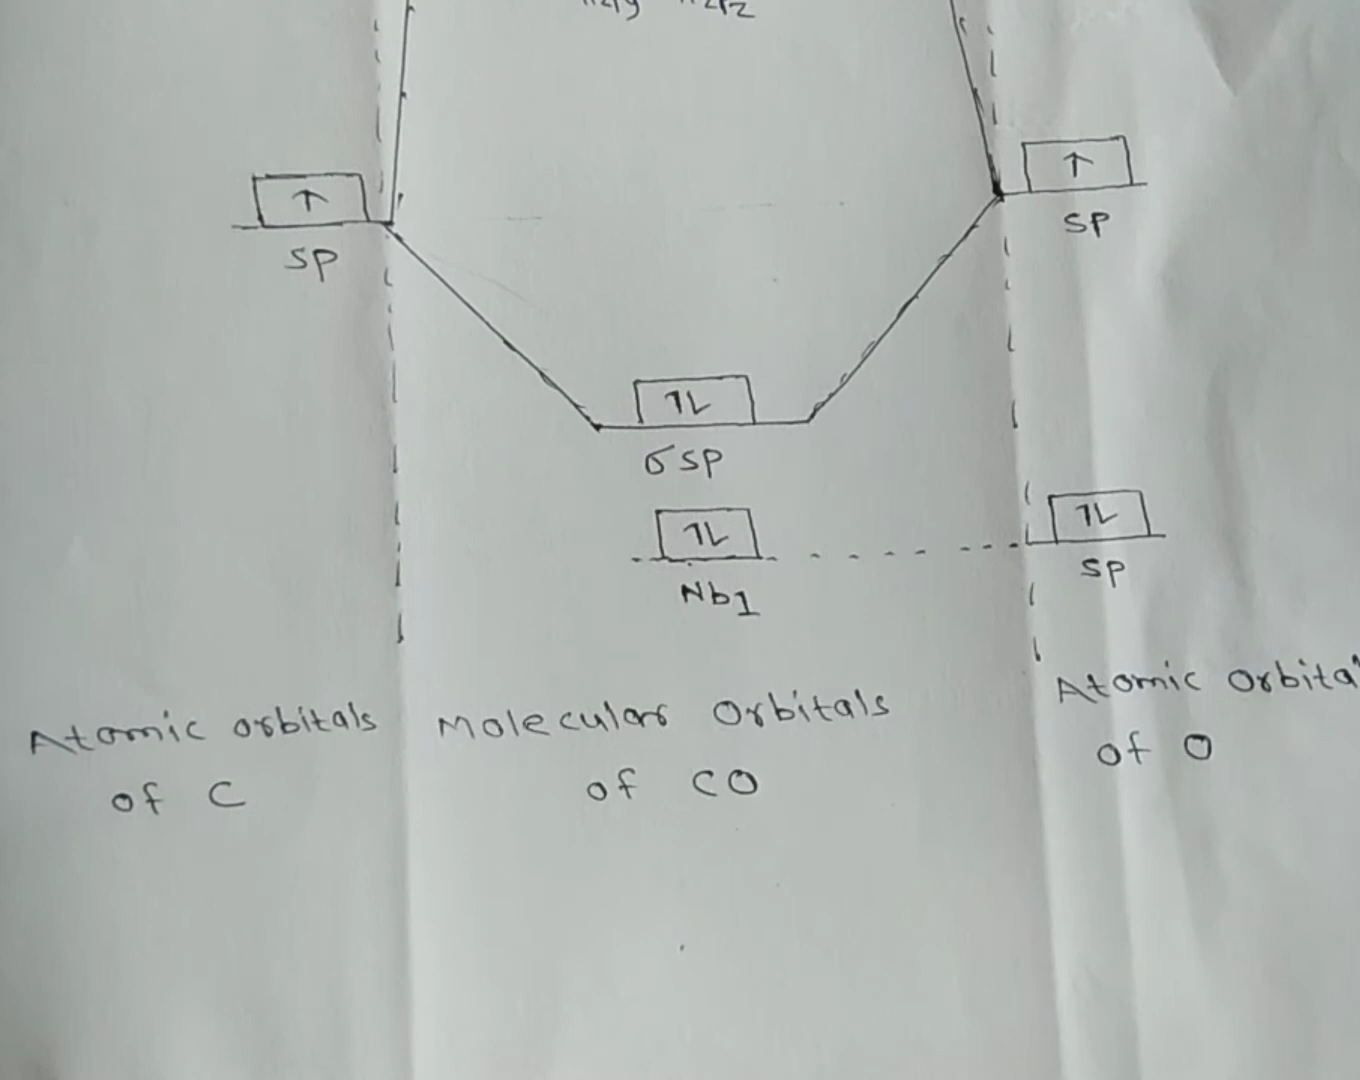 ↑
SP
↑
SP
↿⇂
σSP
↿⇂
Nb1
↿⇂
SP
Atomic orbitals
of C
Molecular Orbitals
of CO
Atomic Orbita
of O